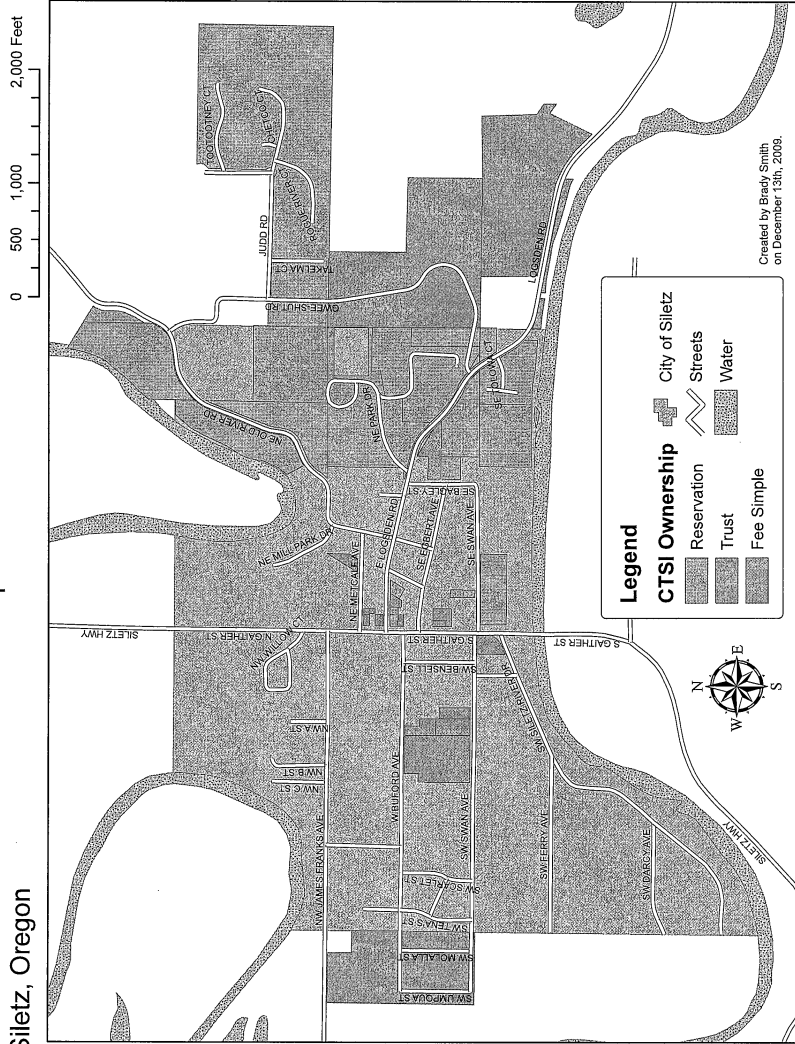 Siletz, Oregon
0 500 1,000 2,000 Feet
TOOTOOTNEY CT
CHETCO CT
ROGUE RIVER CT
JUDD RD
TAKELMA CT
GWEE-SHUT RD
NE OLD RIVER RD
NE PARK DR
LOGSDEN RD
SE TOLOWA CT
NE MILL PARK DR
NE METCALF AVE
E LOGSDEN RD
SE BAGLEY ST
SE EGBERT AVE
SE SWAN AVE
SILETZ HWY
N GAITHER ST
NW WILLOW CT
S GAITHER ST
SW BENSELL ST
S GAITHER ST
NW A ST
NW B ST
NW C ST
NW JAMES FRANKS AVE
W BUFORD AVE
SW SILETZ RIVER DR
SW SWAN AVE
SW SCARLET ST
SW TENA'S ST
SW MOLALLA ST
SW UMPQUA ST
SW FERRY AVE
SW DARCY AVE
SILETZ HWY
N
W E
S
Legend
CTSI Ownership
Reservation
Trust
Fee Simple
City of Siletz
Streets
Water
Created by Brady Smith
on December 13th, 2009.